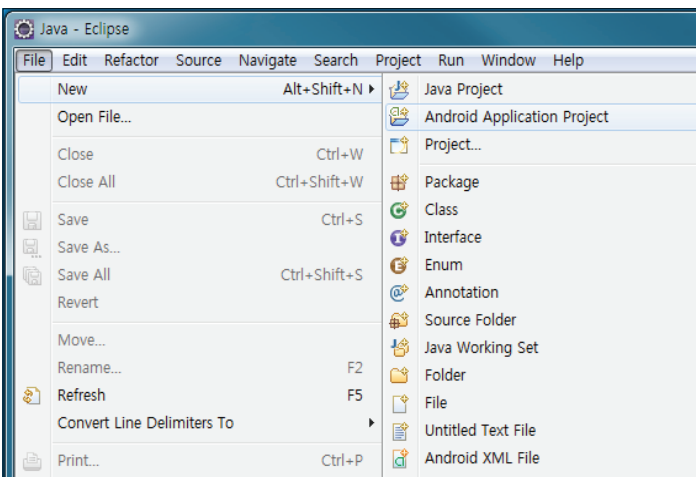 Java - Eclipse
File Edit Refactor Source Navigate Search Project Run Window Help
New Alt+Shift+N
Open File...
Close Ctrl+W
Close All Ctrl+Shift+W
Save Ctrl+S
Save As...
Save All Ctrl+Shift+S
Revert
Move...
Rename... F2
Refresh F5
Convert Line Delimiters To
Print... Ctrl+P
Java Project
Android Application Project
Project...
Package
Class
Interface
Enum
Annotation
Source Folder
Java Working Set
Folder
File
Untitled Text File
Android XML File